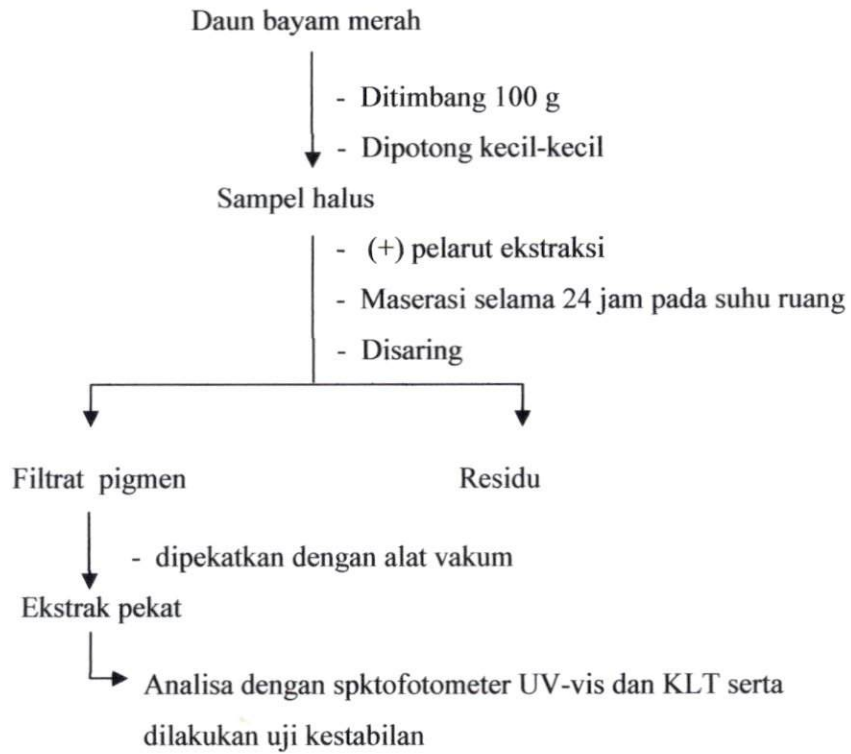 Daun bayam merah
- Ditimbang 100 g
- Dipotong kecil-kecil
Sampel halus
- (+) pelarut ekstraksi
- Maserasi selama 24 jam pada suhu ruang
- Disaring
Filtrat pigmen
Residu
- dipekatkan dengan alat vakum
Ekstrak pekat
Analisa dengan spktofotometer UV-vis dan KLT serta
dilakukan uji kestabilan